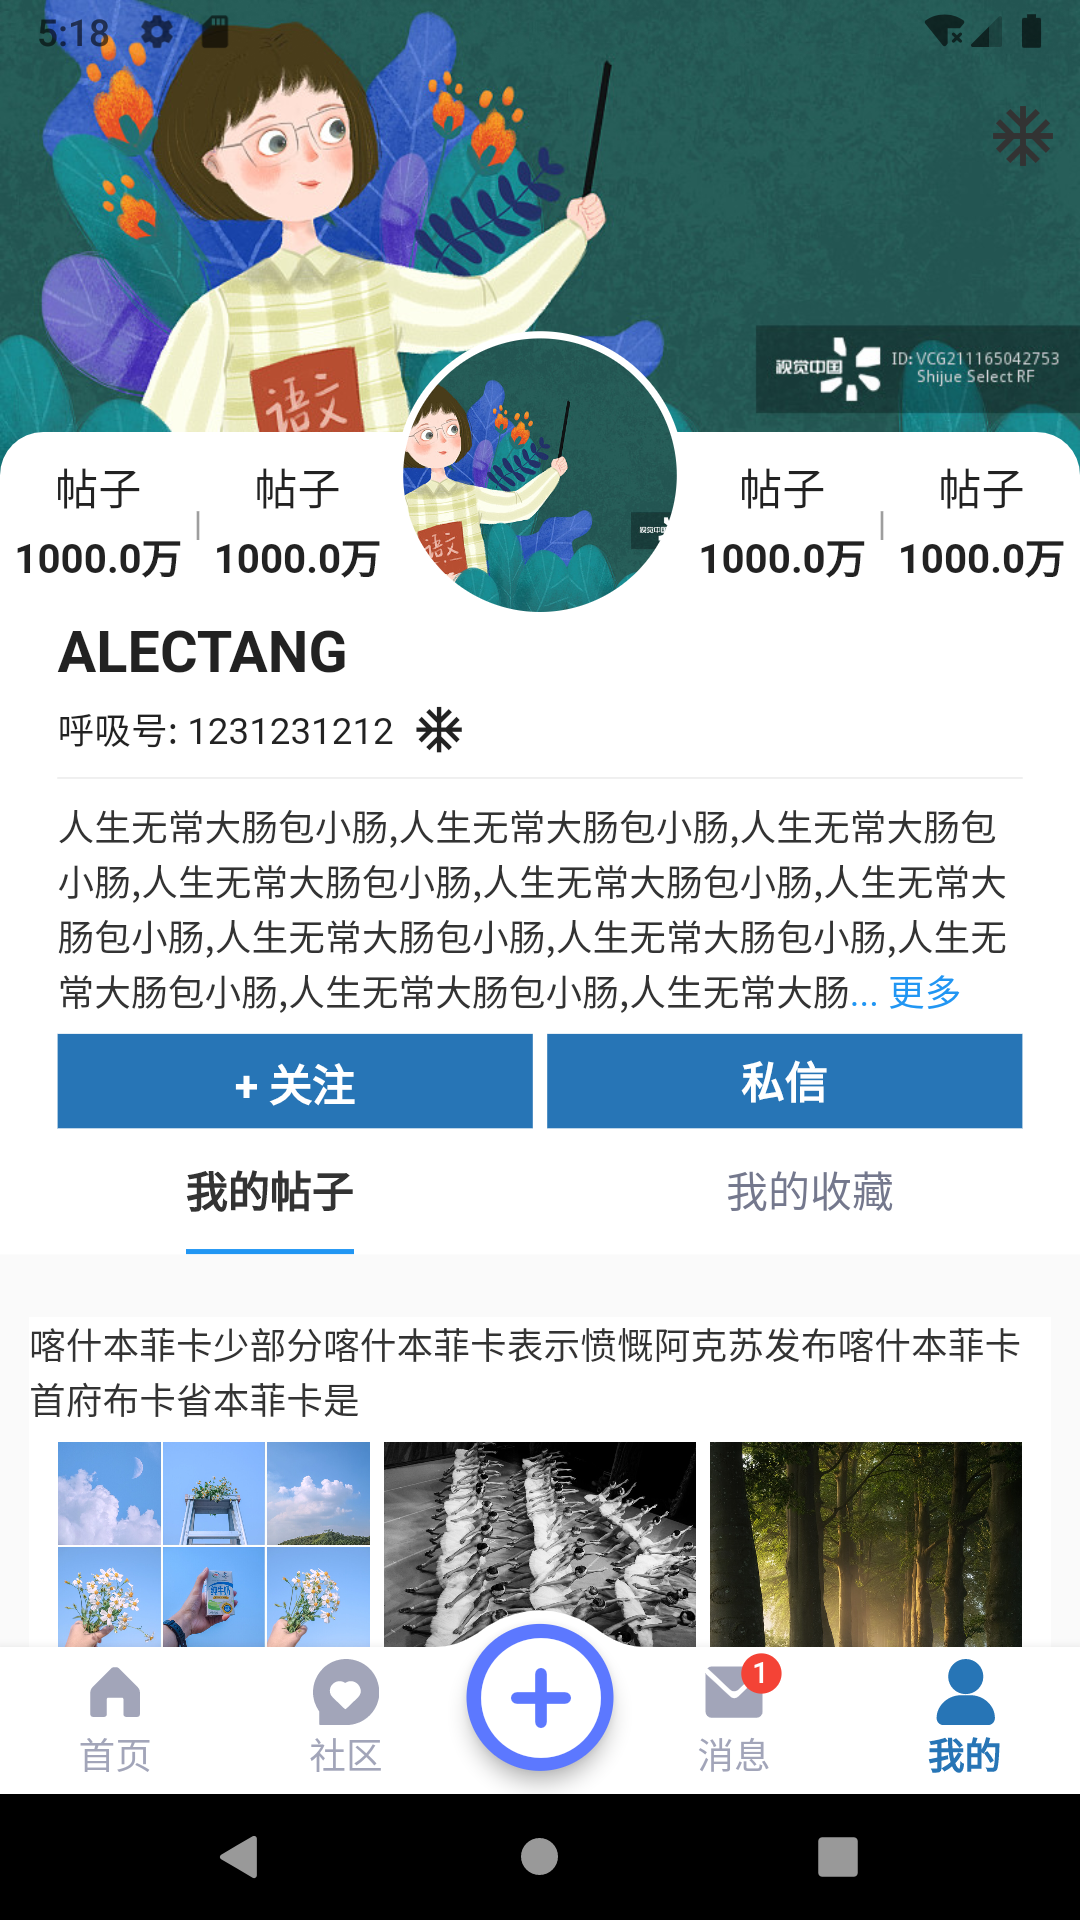 5:18
语文
视觉中国
ID: VCG211165042753
Shijue Select RF
帖子 帖子 帖子 帖子
1000.0万 | 1000.0万 1000.0万 | 1000.0万
语文
视觉中国
ALECTANG
呼吸号: 1231231212
人生无常大肠包小肠,人生无常大肠包小肠,人生无常大肠包
小肠,人生无常大肠包小肠,人生无常大肠包小肠,人生无常大
肠包小肠,人生无常大肠包小肠,人生无常大肠包小肠,人生无
常大肠包小肠,人生无常大肠包小肠,人生无常大肠... 更多
+ 关注 私信
我的帖子 我的收藏
喀什本菲卡少部分喀什本菲卡表示愤慨阿克苏发布喀什本菲卡
首府布卡省本菲卡是
纯牛奶
1
首页 社区 消息 我的